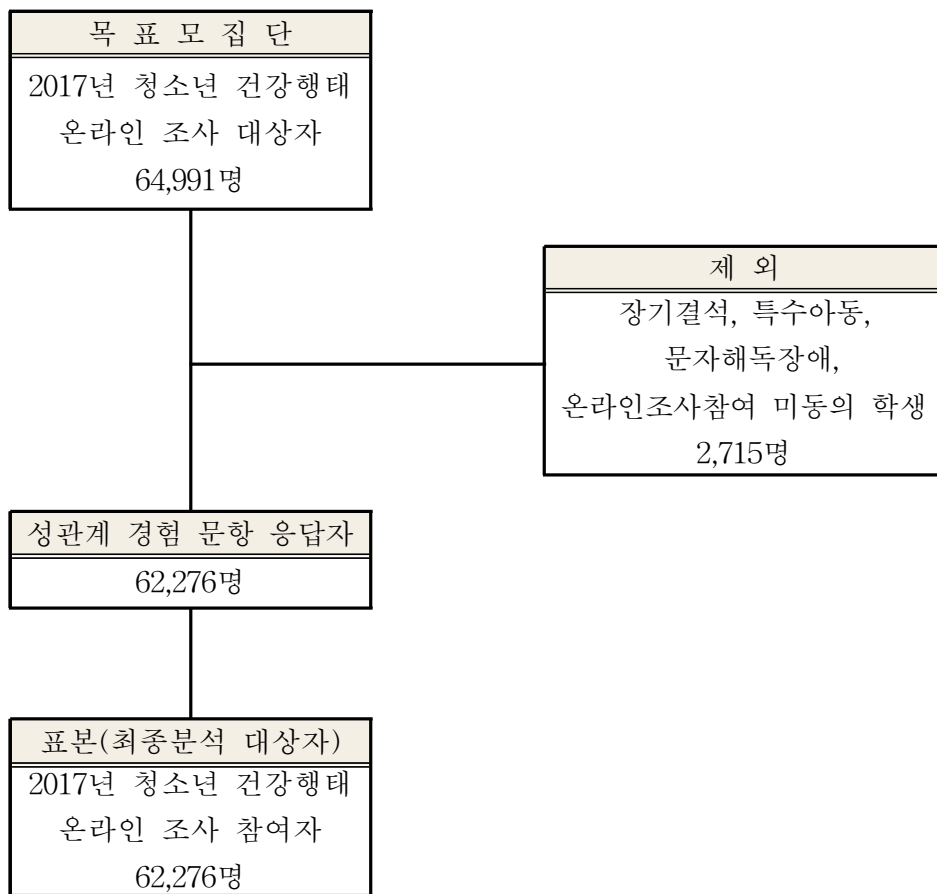 목 표 모 집 단
2017년 청소년 건강행태
온라인 조사 대상자
64,991명
제 외
장기결석, 특수아동,
문자해독장애,
온라인조사참여 미동의 학생
2,715명
성관계 경험 문항 응답자
62,276명
표본(최종분석 대상자)
2017년 청소년 건강행태
온라인 조사 참여자
62,276명